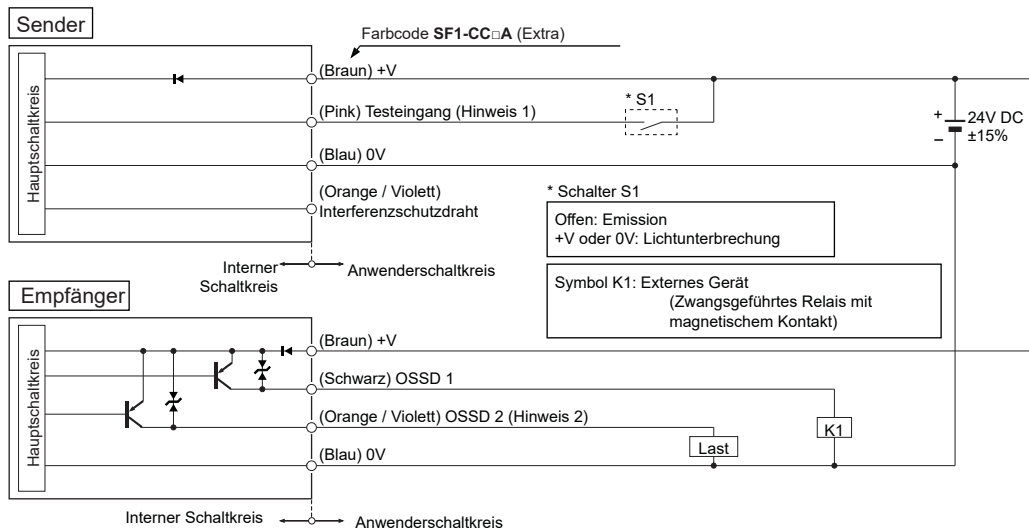 Sender
Farbcode SF1-CC□A (Extra)
Hauptschaltkreis
(Braun) +V
(Pink) Testeingang (Hinweis 1)
* S1
+
−
24V DC
±15%
(Blau) 0V
(Orange / Violett)
Interferenzschutzdraht
* Schalter S1
Offen: Emission
+V oder 0V: Lichtunterbrechung
Interner
Schaltkreis
Anwenderschaltkreis
Symbol K1: Externes Gerät
(Zwangsgeführtes Relais mit
magnetischem Kontakt)
Empfänger
Hauptschaltkreis
(Braun) +V
(Schwarz) OSSD 1
(Orange / Violett) OSSD 2 (Hinweis 2)
K1
Last
(Blau) 0V
Interner Schaltkreis
Anwenderschaltkreis